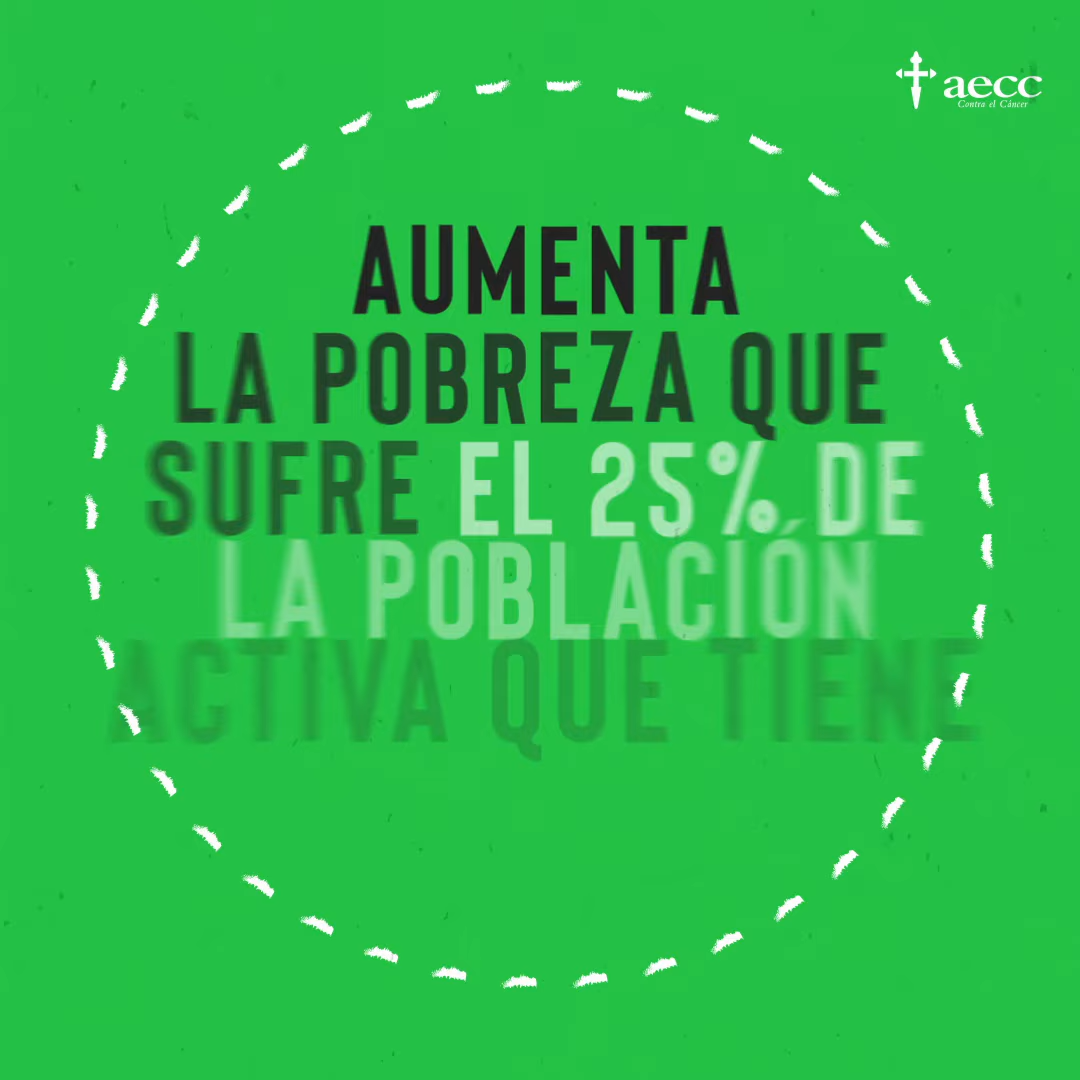 aecc
Contra el Cáncer
AUMENTA
LA POBREZA QUE
SUFRE EL 25% DE
LA POBLACIÓN
ACTIVA QUE TIENE